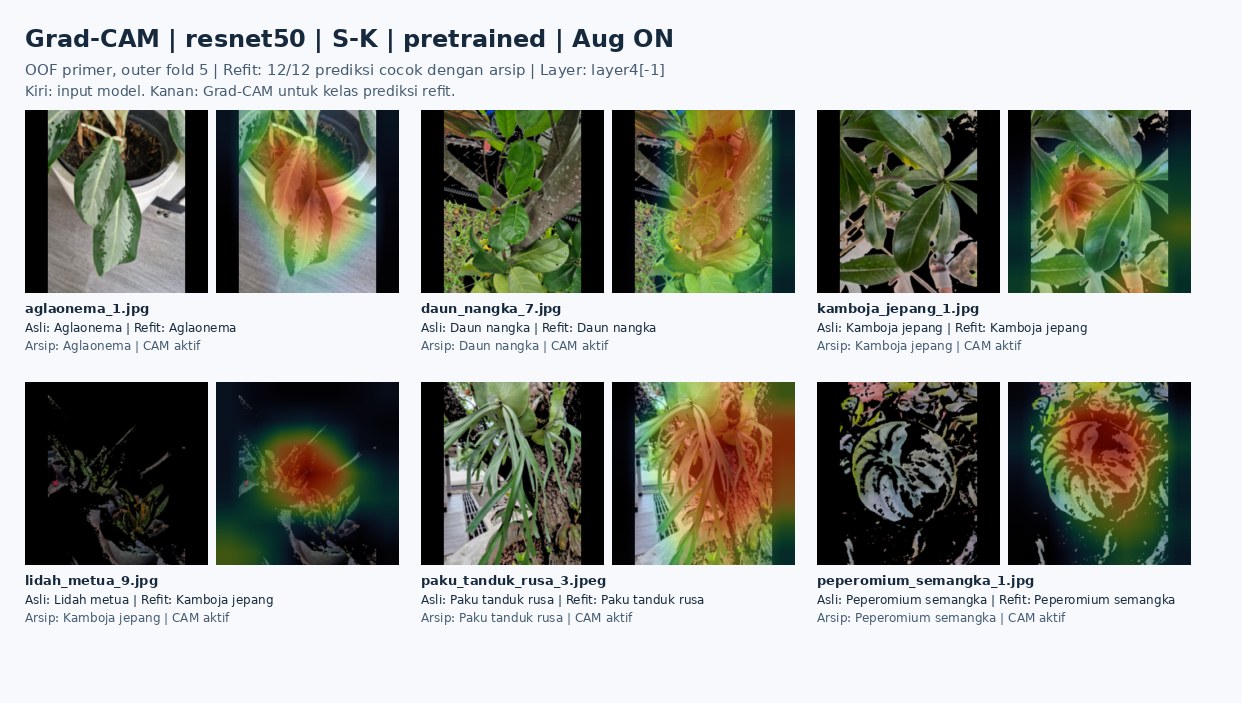 Grad-CAM | resnet50 | S-K | pretrained | Aug ON
OOF primer, outer fold 5 | Refit: 12/12 prediksi cocok dengan arsip | Layer: layer4[-1]
Kiri: input model. Kanan: Grad-CAM untuk kelas prediksi refit.
aglaonema_1.jpg
Asli: Aglaonema | Refit: Aglaonema
Arsip: Aglaonema | CAM aktif
daun_nangka_7.jpg
Asli: Daun nangka | Refit: Daun nangka
Arsip: Daun nangka | CAM aktif
kamboja_jepang_1.jpg
Asli: Kamboja jepang | Refit: Kamboja jepang
Arsip: Kamboja jepang | CAM aktif
lidah_metua_9.jpg
Asli: Lidah metua | Refit: Kamboja jepang
Arsip: Kamboja jepang | CAM aktif
paku_tanduk_rusa_3.jpeg
Asli: Paku tanduk rusa | Refit: Paku tanduk rusa
Arsip: Paku tanduk rusa | CAM aktif
peperomium_semangka_1.jpg
Asli: Peperomium semangka | Refit: Peperomium semangka
Arsip: Peperomium semangka | CAM aktif